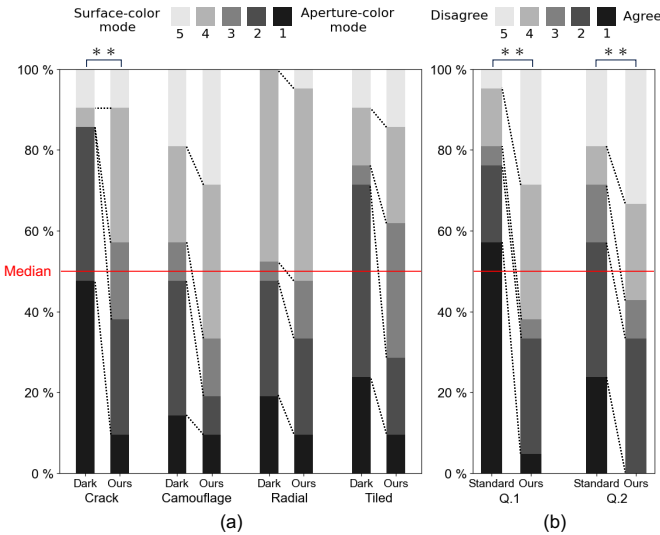 Surface-color mode
5 4 3 2 1
Aperture-color mode
Disagree
5 4 3 2 1
Agree
* *
* *
* *
100 %
80 %
60 %
Median
40 %
20 %
0 %
Dark Ours Dark Ours Dark Ours Dark Ours
Crack Camouflage Radial Tiled
(a)
100 %
80 %
60 %
40 %
20 %
0 %
Standard Ours Standard Ours
Q.1 Q.2
(b)